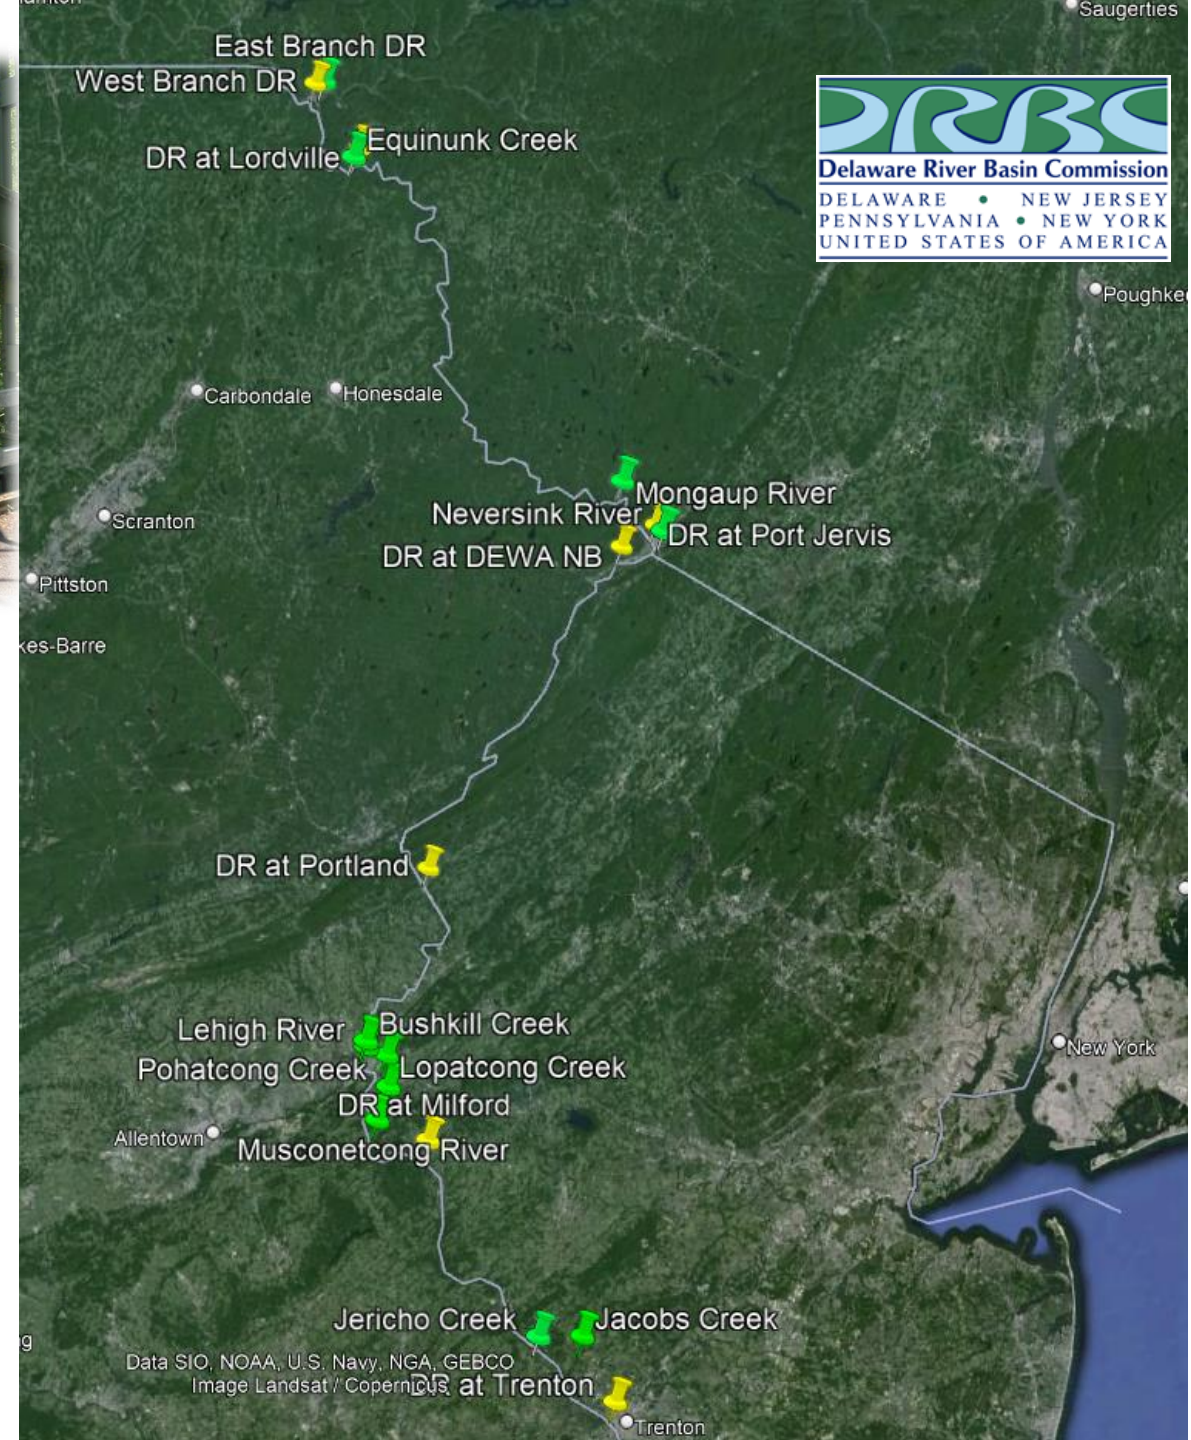 Saugerties
East Branch DR
West Branch DR
Equinunk Creek
DR at Lordville
Delaware River Basin Commission
DELAWARE • NEW JERSEY
PENNSYLVANIA • NEW YORK
UNITED STATES OF AMERICA
Carbondale
Honesdale
Mongaup River
Neversink River
Scranton
DR at Port Jervis
DR at DEWA NB
Pittston
kes-Barre
DR at Portland
Lehigh River
Bushkill Creek
New York
Pohatcong Creek
Lopatcong Creek
DR at Milford
Allentown
Musconetcong River
Jericho Creek
Jacobs Creek
Data SIO, NOAA, U.S. Navy, NGA, GEBCO
Image Landsat / Copernicus
DR at Trenton
Trenton